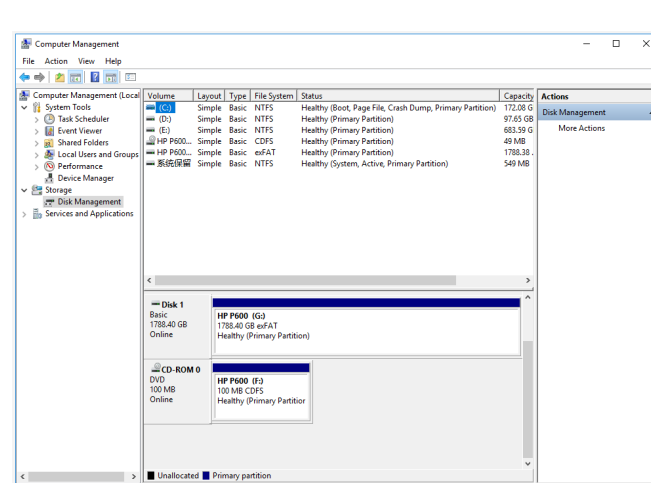 Computer Management
File Action View Help
Computer Management (Local
System Tools
Task Scheduler
Event Viewer
Shared Folders
Local Users and Groups
Performance
Device Manager
Storage
Disk Management
Services and Applications
Volume Layout Type File System Status Capacity
(C:) Simple Basic NTFS Healthy (Boot, Page File, Crash Dump, Primary Partition) 172.08 G
(D:) Simple Basic NTFS Healthy (Primary Partition) 97.65 GB
(E:) Simple Basic NTFS Healthy (Primary Partition) 683.59 G
HP P600... Simple Basic CDFS Healthy (Primary Partition) 49 MB
HP P600... Simple Basic exFAT Healthy (Primary Partition) 1788.38 .
系统保留 Simple Basic NTFS Healthy (System, Active, Primary Partition) 549 MB
Actions
Disk Management
More Actions
Disk 1
Basic
1788.40 GB
Online
HP P600 (G:)
1788.40 GB exFAT
Healthy (Primary Partition)
CD-ROM 0
DVD
100 MB
Online
HP P600 (F:)
100 MB CDFS
Healthy (Primary Partitior
Unallocated Primary partition